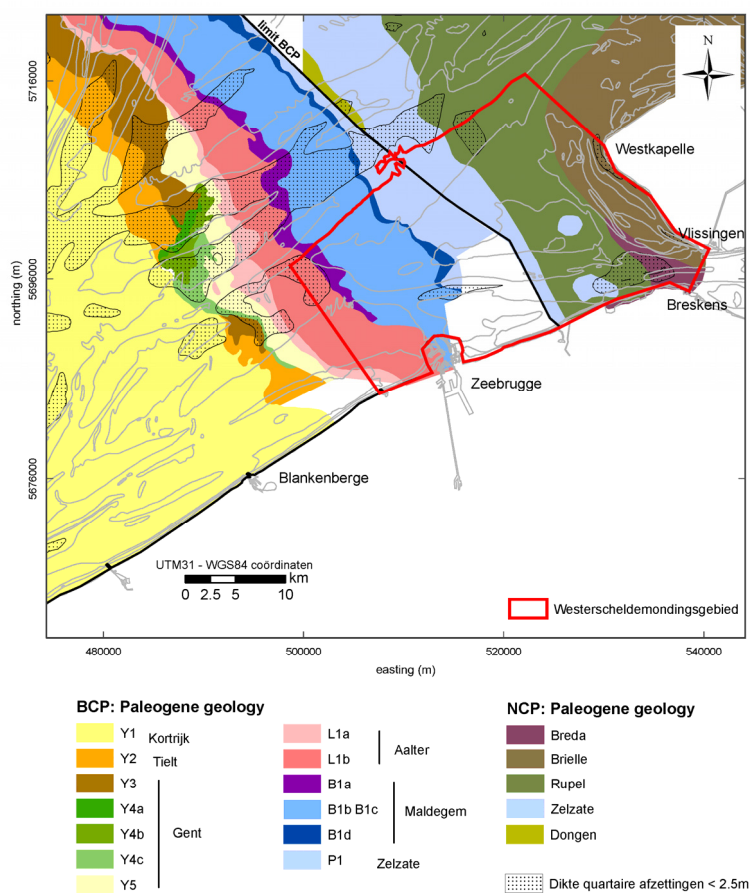 limit BCP
N
5716000
Westkapelle
Vlissingen
northing (m)
5696000
Breskens
Zeebrugge
5676000
Blankenberge
UTM31 - WGS84 coördinaten
km
0 2.5 5 10
Westerscheldemondingsgebied
480000 500000 520000 540000
easting (m)
BCP: Paleogene geology
Y1 Kortrijk
Y2 Tielt
Y3
Y4a
Y4b
Gent
Y4c
Y5
L1a
Aalter
L1b
B1a
B1b B1c
Maldegem
B1d
P1 Zelzate
NCP: Paleogene geology
Breda
Brielle
Rupel
Zelzate
Dongen
Dikte quartaire afzettingen < 2.5m